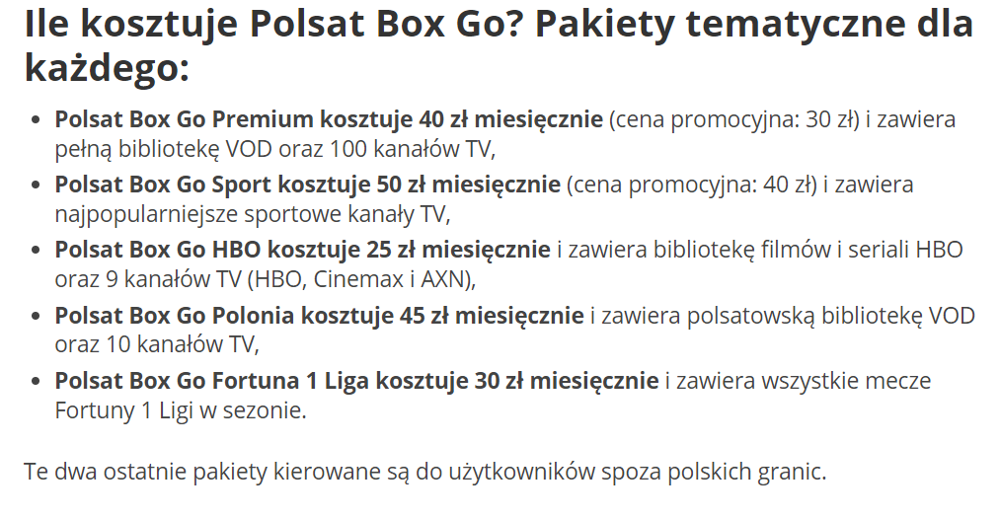 Ile kosztuje Polsat Box Go? Pakiety tematyczne dla
każdego:
• Polsat Box Go Premium kosztuje 40 zł miesięcznie (cena promocyjna: 30 zł) i zawiera
pełną bibliotekę VOD oraz 100 kanałów TV,
• Polsat Box Go Sport kosztuje 50 zł miesięcznie (cena promocyjna: 40 zł) i zawiera
najpopularniejsze sportowe kanały TV,
• Polsat Box Go HBO kosztuje 25 zł miesięcznie i zawiera bibliotekę filmów i seriali HBO
oraz 9 kanałów TV (HBO, Cinemax i AXN),
• Polsat Box Go Polonia kosztuje 45 zł miesięcznie i zawiera polsatowską bibliotekę VOD
oraz 10 kanałów TV,
• Polsat Box Go Fortuna 1 Liga kosztuje 30 zł miesięcznie i zawiera wszystkie mecze
Fortuny 1 Ligi w sezonie.
Te dwa ostatnie pakiety kierowane są do użytkowników spoza polskich granic.